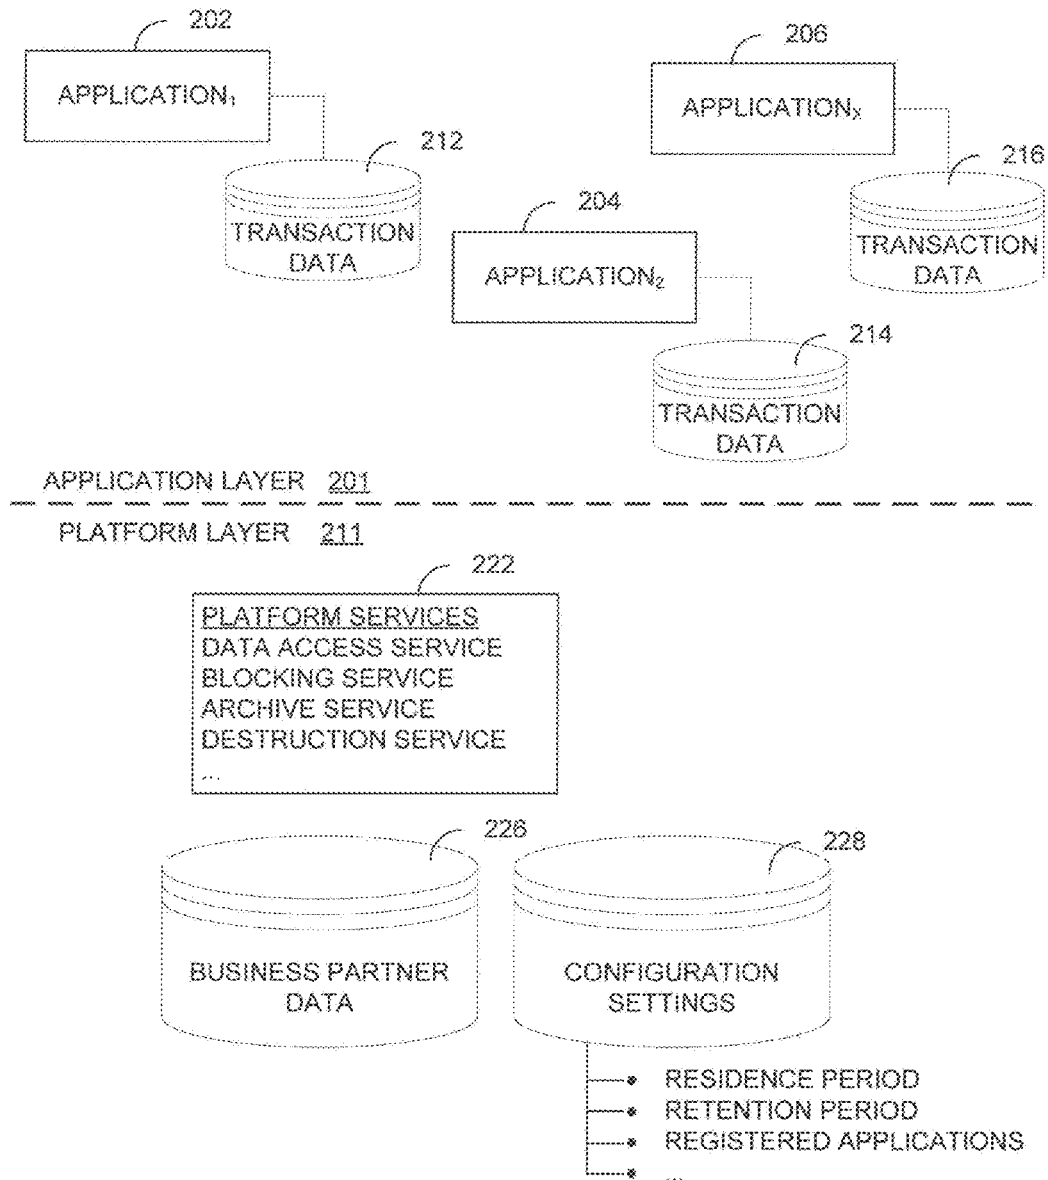 202
APPLICATION₁
206
APPLICATIONₓ
212
TRANSACTION
DATA
216
TRANSACTION
DATA
204
APPLICATION₂
214
TRANSACTION
DATA
APPLICATION LAYER 201
PLATFORM LAYER 211
222
PLATFORM SERVICES
DATA ACCESS SERVICE
BLOCKING SERVICE
ARCHIVE SERVICE
DESTRUCTION SERVICE
...
226
BUSINESS PARTNER
DATA
228
CONFIGURATION
SETTINGS
• RESIDENCE PERIOD
• RETENTION PERIOD
• REGISTERED APPLICATIONS
• ...